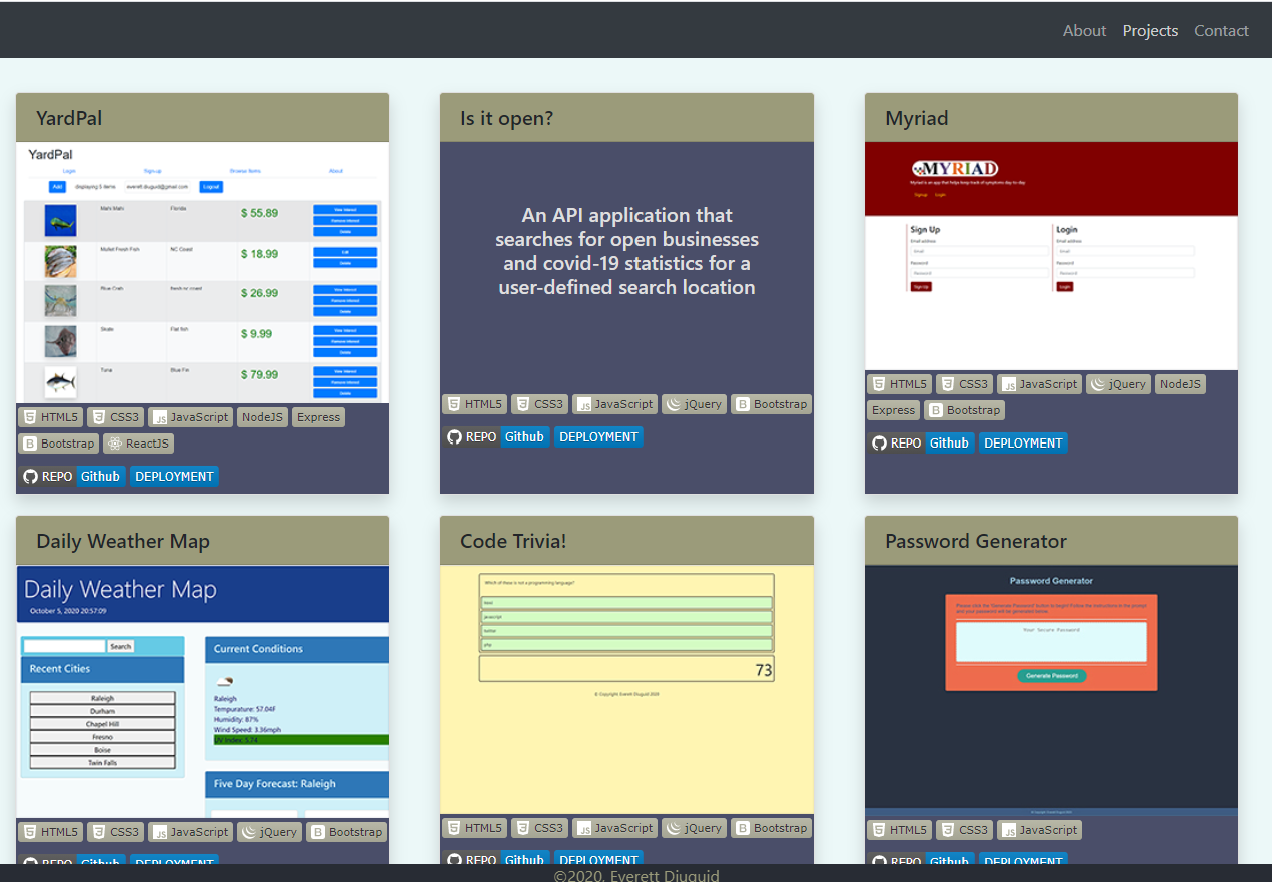 About Projects Contact
YardPal
YardPal
Login Signup Browse Items About
Add displaying 5 items everett.diuguid@gmail.com Logout
Mahi Mahi Florida $ 55.89 View Interest
Remove Interest
Delete
Mullet Fresh Fish NC Coast $ 18.99 Edit
Delete
Blue Crab fresh nc coast $ 26.99 View Interest
Remove Interest
Delete
Skate Flat fish $ 9.99 View Interest
Remove Interest
Delete
Tuna Blue Fin $ 79.99 View Interest
Remove Interest
Delete
HTML5 CSS3 JavaScript NodeJS Express
Bootstrap ReactJS
REPO Github DEPLOYMENT
Is it open?
An API application that
searches for open businesses
and covid-19 statistics for a
user-defined search location
HTML5 CSS3 JavaScript jQuery Bootstrap
REPO Github DEPLOYMENT
Myriad
MYRIAD
Myriad is an app that helps keep track of symptoms day-to-day
Signup Login
Sign Up Login
Email address Email address
Email Email
Password Password
Password Password
Sign Up Login
HTML5 CSS3 JavaScript jQuery NodeJS
Express Bootstrap
REPO Github DEPLOYMENT
Daily Weather Map
Daily Weather Map
October 5, 2020 20:57:09
Search
Recent Cities
Raleigh
Durham
Chapel Hill
Fresno
Boise
Twin Falls
Current Conditions
Raleigh
Tempurature: 57.04F
Humidity: 87%
Wind Speed: 3.36mph
UV Index: 5.74
Five Day Forecast: Raleigh
HTML5 CSS3 JavaScript jQuery Bootstrap
REPO Github DEPLOYMENT
Code Trivia!
Which of these is not a programming language?
html
javascript
twitter
php
73
© Copyright Everett Diuguid 2020
HTML5 CSS3 JavaScript jQuery Bootstrap
REPO Github DEPLOYMENT
Password Generator
Password Generator
Please click the 'Generate Password' button to begin! Follow the instructions in the prompt
and your password will be generated below.
Your Secure Password
Generate Password
HTML5 CSS3 JavaScript
REPO Github DEPLOYMENT
©2020, Everett Diuguid